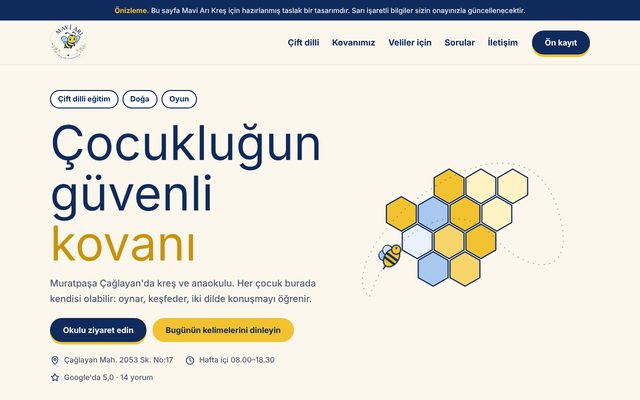 Önizleme. Bu sayfa Mavi Arı Kreş için hazırlanmış taslak bir tasarımdır. Sarı işaretli bilgiler sizin onayınızla güncellenecektir.
MAVİ ARI
Çift dilli Kovanımız Veliler için Sorular İletişim Ön kayıt
Çift dilli eğitim Doğa Oyun
Çocukluğun
güvenli
kovanı
Muratpaşa Çağlayan'da kreş ve anaokulu. Her çocuk burada
kendisi olabilir: oynar, keşfeder, iki dilde konuşmayı öğrenir.
Okulu ziyaret edin Bugünün kelimelerini dinleyin
Çağlayan Mah. 2053 Sk. No:17 Hafta içi 08.00–18.30
Google'da 5,0 · 14 yorum